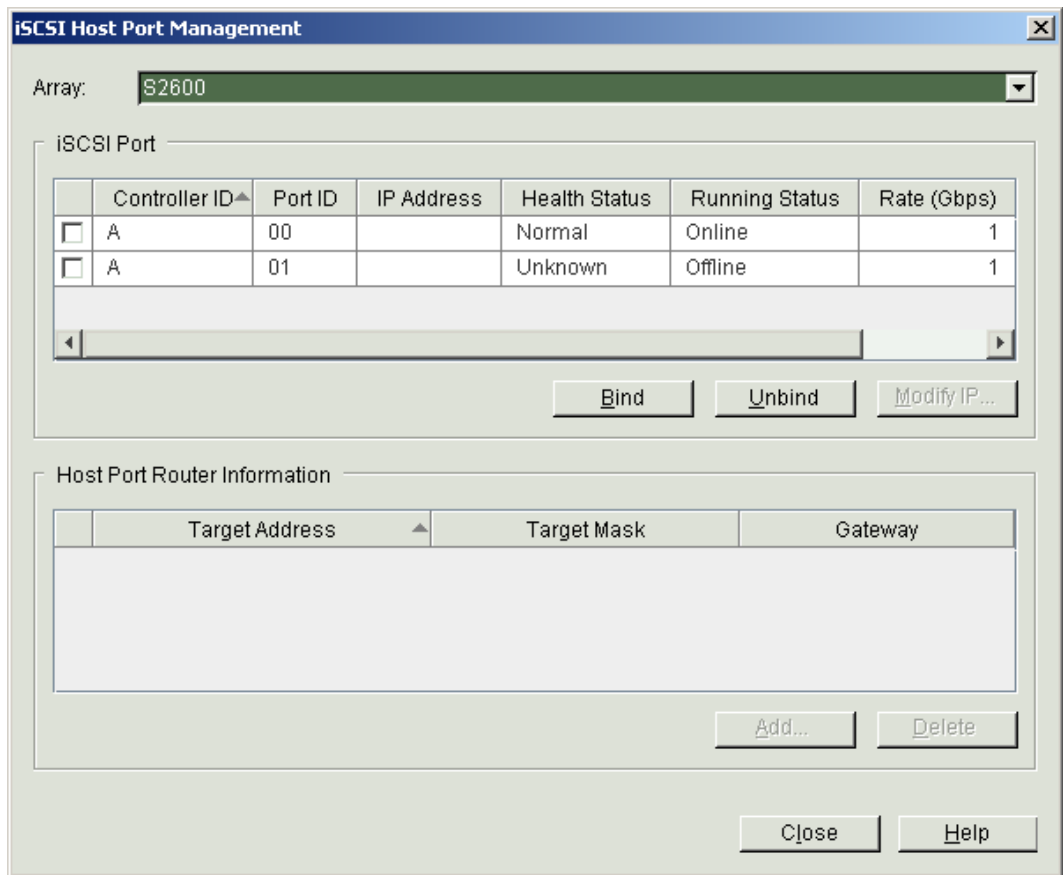 iSCSI Host Port Management
Array: S2600
iSCSI Port
Controller ID Port ID IP Address Health Status Running Status Rate (Gbps)
A 00 Normal Online 1
A 01 Unknown Offline 1
Bind Unbind Modify IP...
Host Port Router Information
Target Address Target Mask Gateway
Add... Delete
Close Help